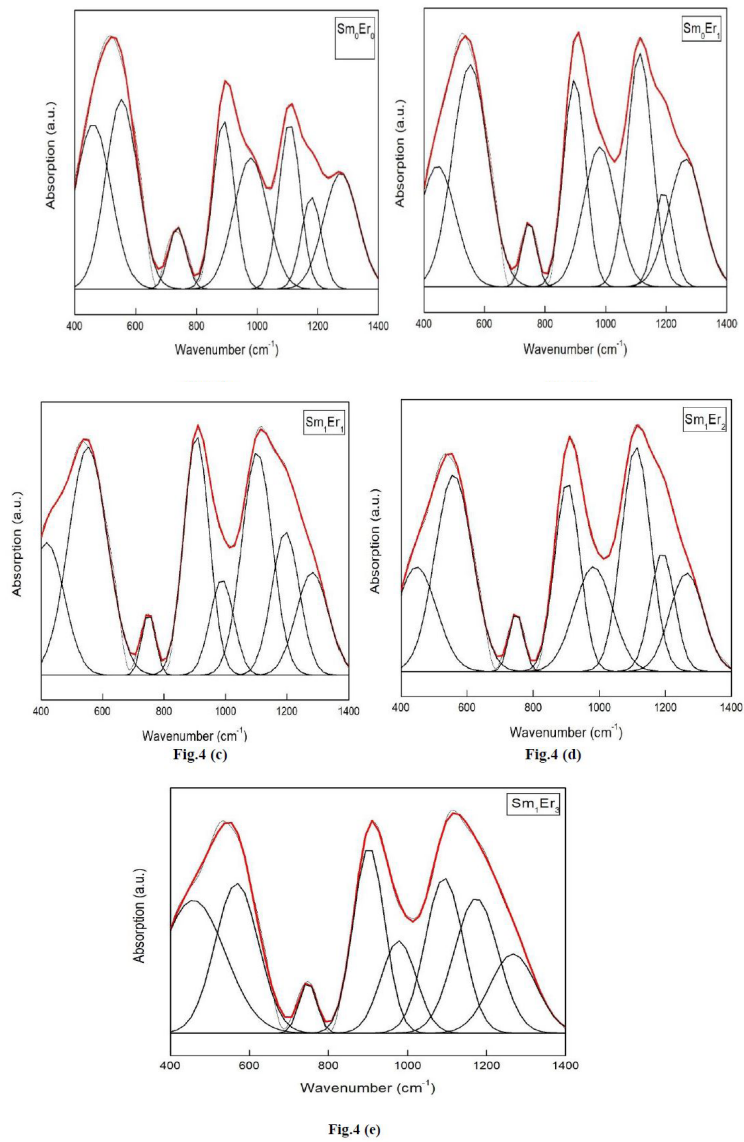 Sm₀Er₀
Absorption (a.u.)
400 600 800 1000 1200 1400
Wavenumber (cm⁻¹)
Sm₀Er₁
Absorption (a.u.)
400 600 800 1000 1200 1400
Wavenumber (cm⁻¹)
Sm₁Er₁
Absorption (a.u.)
400 600 800 1000 1200 1400
Wavenumber (cm⁻¹)
Fig.4 (c)
Sm₁Er₂
Absorption (a.u.)
400 600 800 1000 1200 1400
Wavenumber (cm⁻¹)
Fig.4 (d)
Sm₁Er₃
Absorption (a.u.)
400 600 800 1000 1200 1400
Wavenumber (cm⁻¹)
Fig.4 (e)